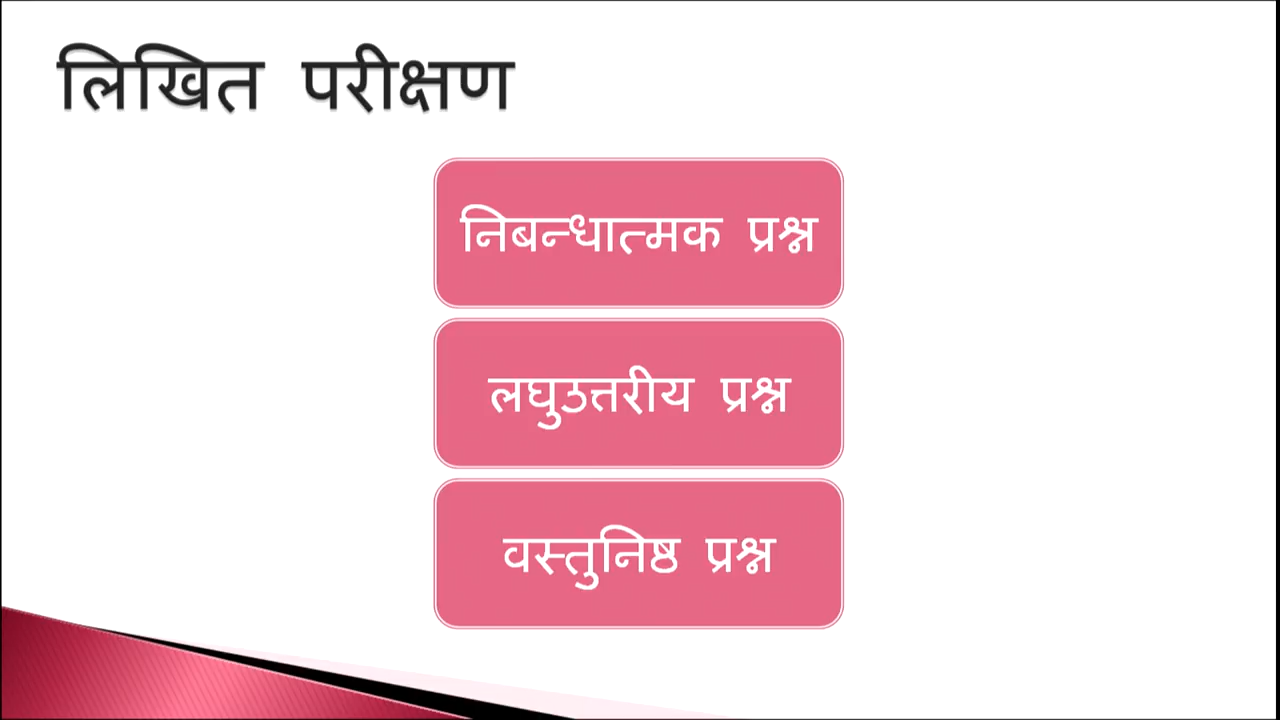 लिखित परीक्षण
निबन्धात्मक प्रश्न
लघुउत्तरीय प्रश्न
वस्तुनिष्ठ प्रश्न